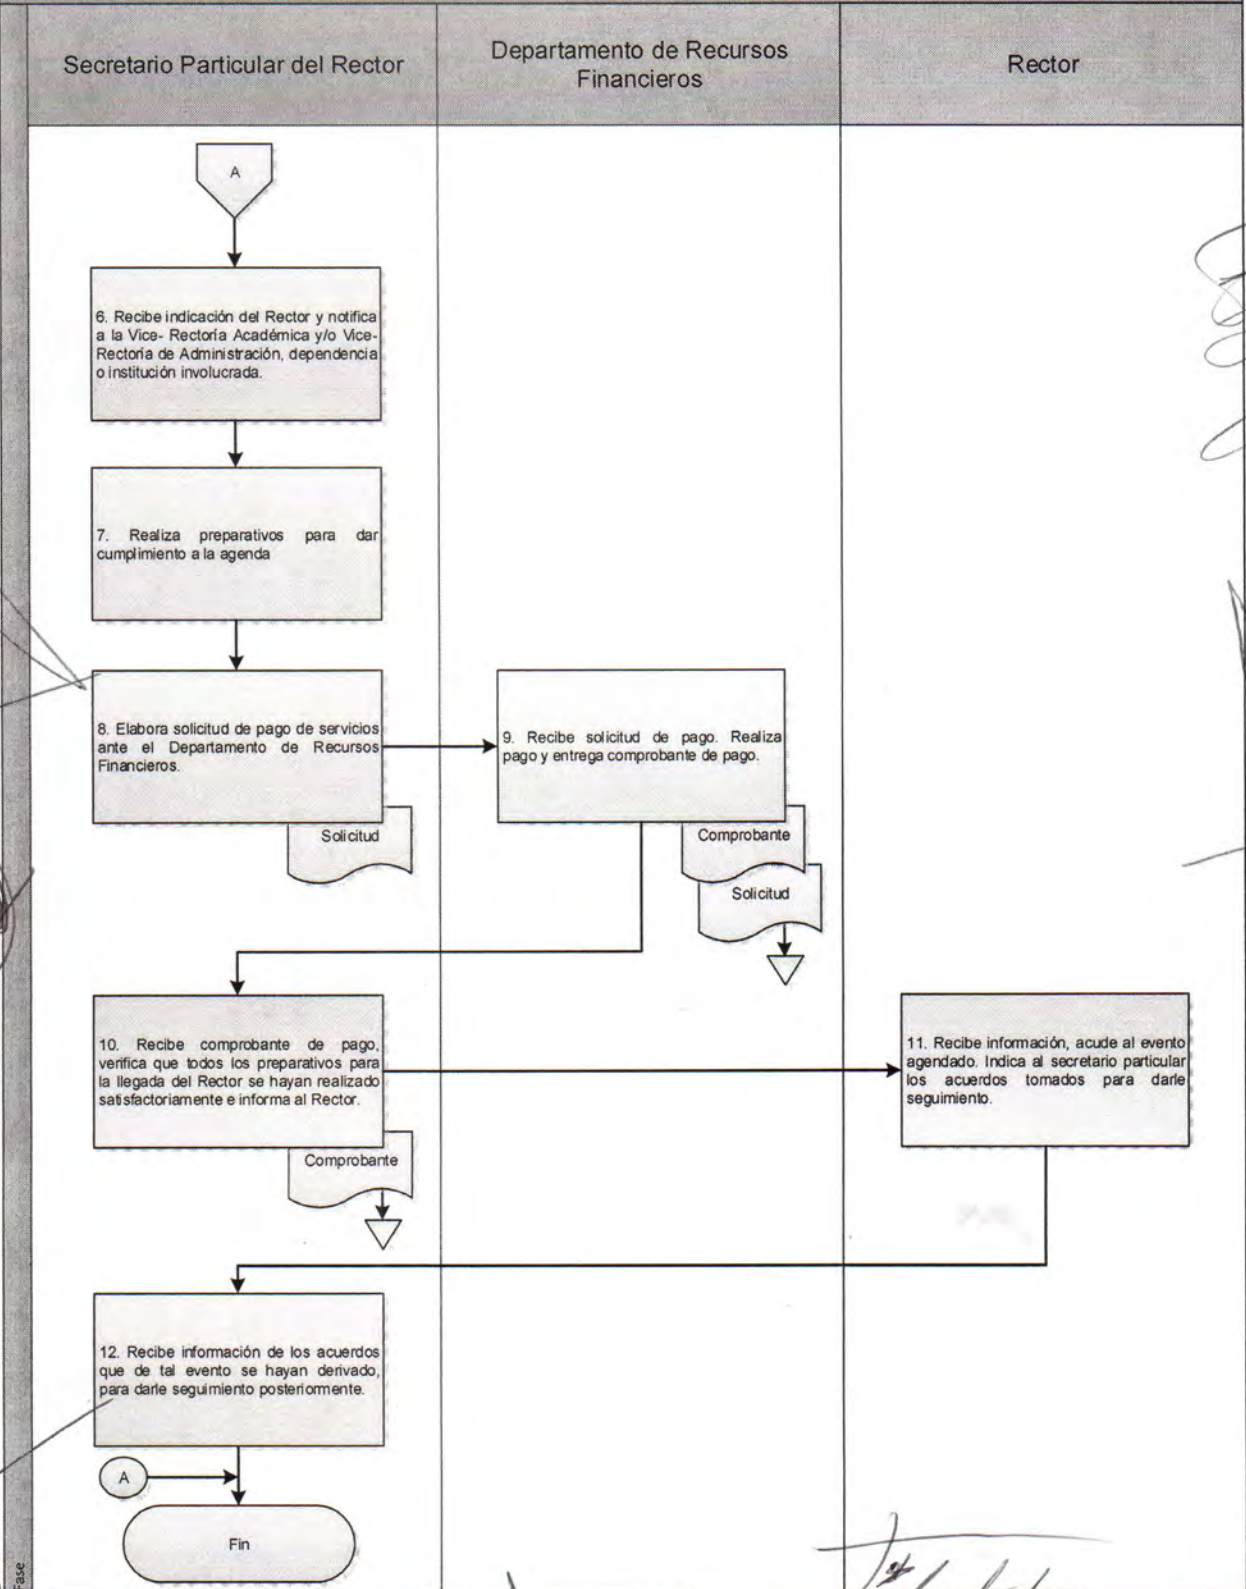 Secretario Particular del Rector
Departamento de Recursos
Financieros
Rector
A
6. Recibe indicación del Rector y notifica
a la Vice- Rectoría Académica y/o Vice-
Rectoría de Administración, dependencia
o institución involucrada.
7. Realiza preparativos para dar
cumplimiento a la agenda
8. Elabora solicitud de pago de servicios
ante el Departamento de Recursos
Financieros.
Solicitud
9. Recibe solicitud de pago. Realiza
pago y entrega comprobante de pago.
Comprobante
Solicitud
10. Recibe comprobante de pago,
verifica que todos los preparativos para
la llegada del Rector se hayan realizado
satisfactoriamente e informa al Rector.
Comprobante
11. Recibe información, acude al evento
agendado. Indica al secretario particular
los acuerdos tomados para darle
seguimiento.
12. Recibe información de los acuerdos
que de tal evento se hayan derivado,
para darle seguimiento posteriormente.
A
Fin
Fase